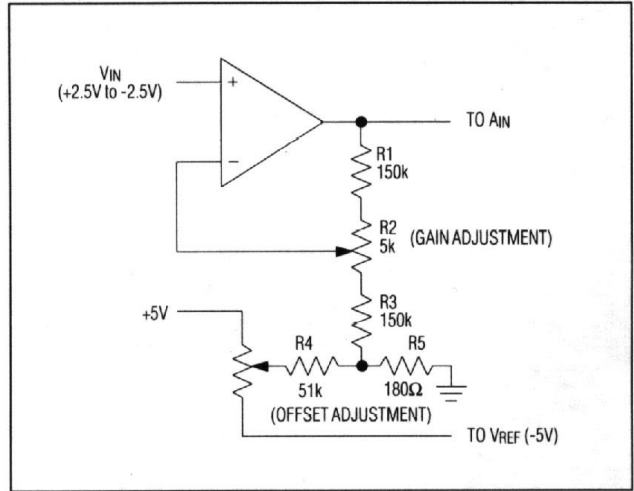 VIN
(+2.5V to -2.5V)
+
−
TO AIN
R1
150k
R2
5k
(GAIN ADJUSTMENT)
R3
150k
+5V
R4
R5
51k
180Ω
(OFFSET ADJUSTMENT)
TO VREF (-5V)